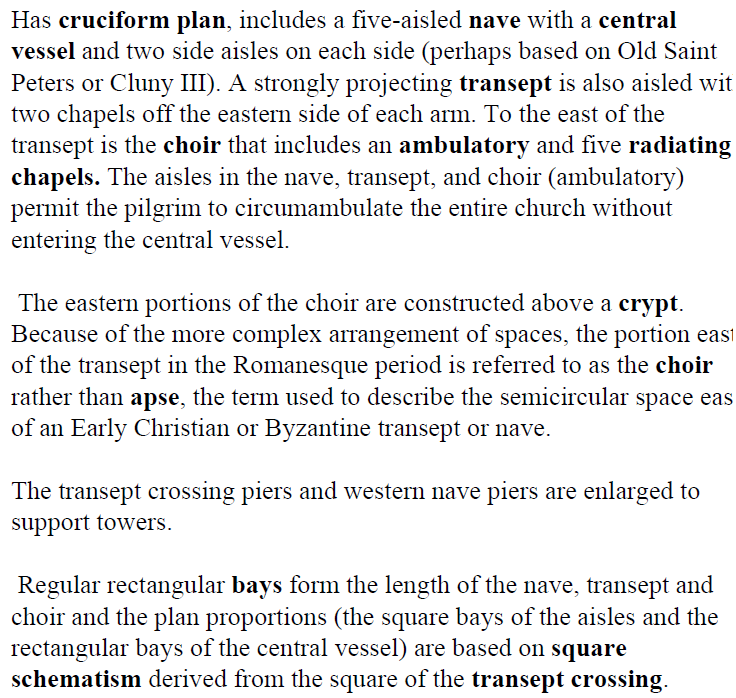 Has cruciform plan, includes a five-aisled nave with a central
vessel and two side aisles on each side (perhaps based on Old Saint
Peters or Cluny III). A strongly projecting transept is also aisled wit
two chapels off the eastern side of each arm. To the east of the
transept is the choir that includes an ambulatory and five radiating
chapels. The aisles in the nave, transept, and choir (ambulatory)
permit the pilgrim to circumambulate the entire church without
entering the central vessel.
The eastern portions of the choir are constructed above a crypt.
Because of the more complex arrangement of spaces, the portion east
of the transept in the Romanesque period is referred to as the choir
rather than apse, the term used to describe the semicircular space eas
of an Early Christian or Byzantine transept or nave.
The transept crossing piers and western nave piers are enlarged to
support towers.
Regular rectangular bays form the length of the nave, transept and
choir and the plan proportions (the square bays of the aisles and the
rectangular bays of the central vessel) are based on square
schematism derived from the square of the transept crossing.